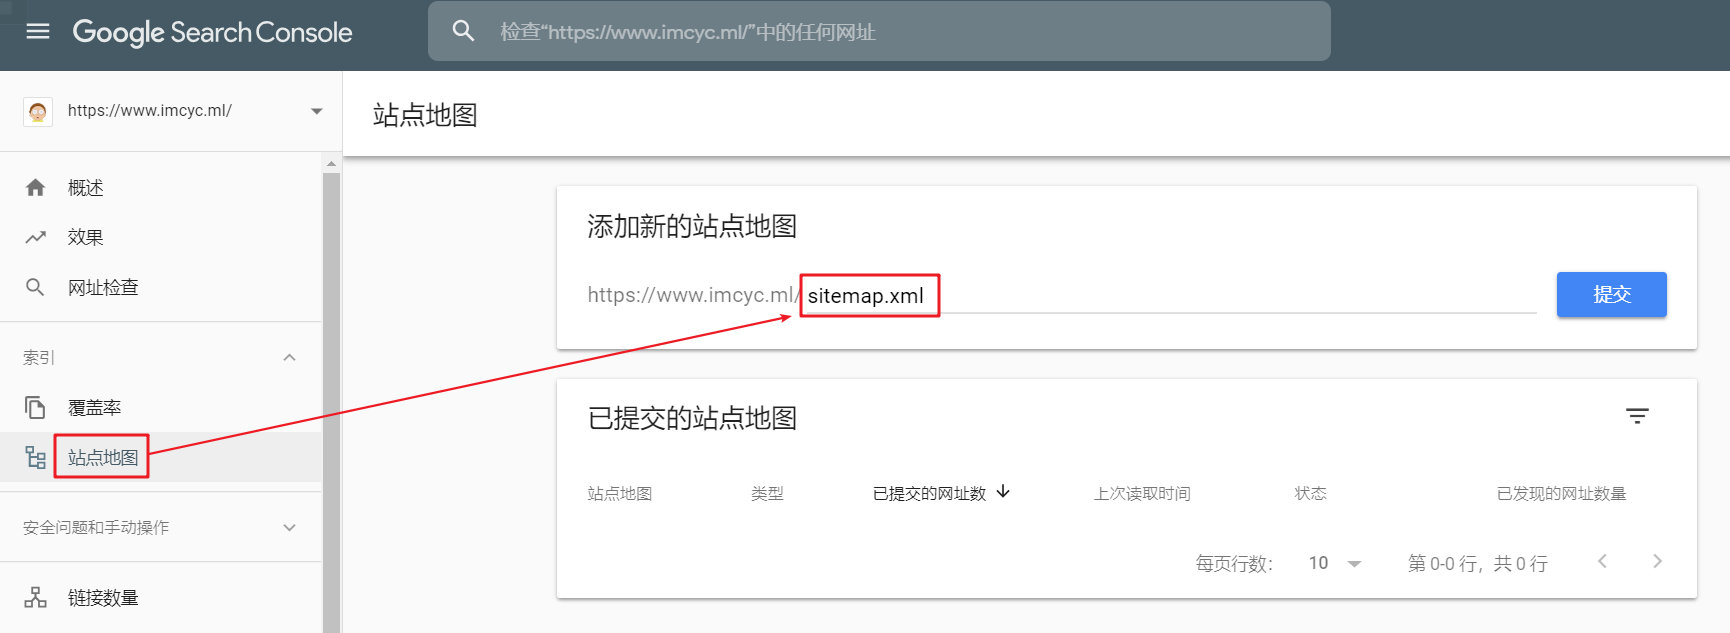 Google Search Console
检查“https://www.imcyc.ml/”中的任何网址
https://www.imcyc.ml/
站点地图
概述
效果
网址检查
索引
覆盖率
站点地图
安全问题和手动操作
链接数量
添加新的站点地图
https://www.imcyc.ml/ sitemap.xml
提交
已提交的站点地图
站点地图 类型 已提交的网址数 上次读取时间 状态 已发现的网址数量
每页行数： 10 第 0-0 行，共 0 行